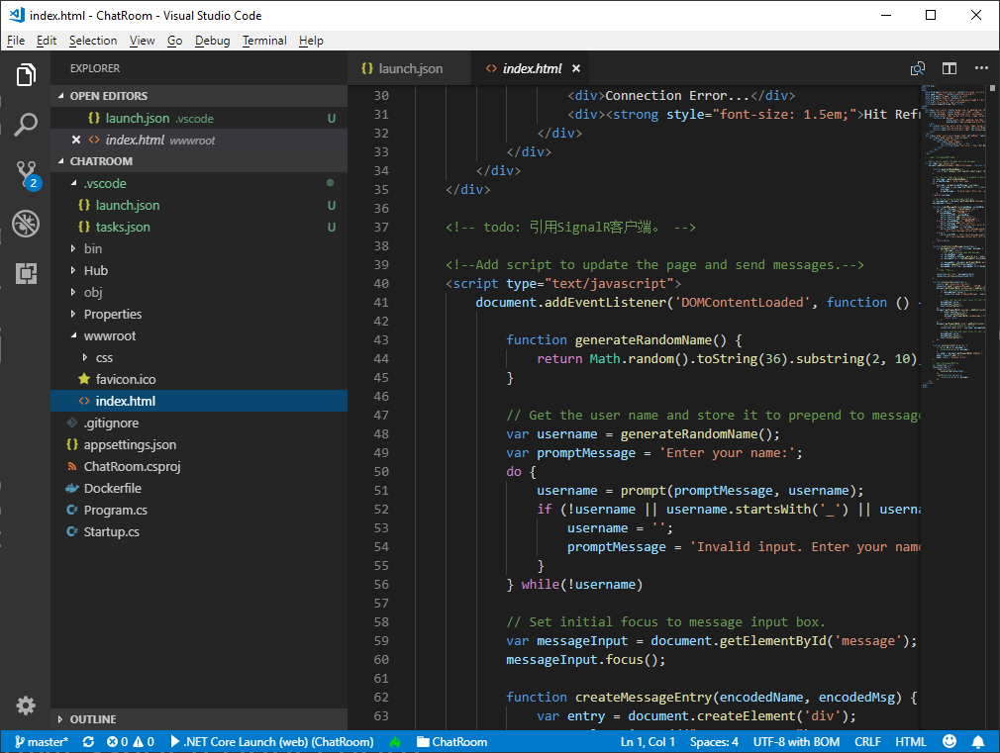 index.html - ChatRoom - Visual Studio Code
File Edit Selection View Go Debug Terminal Help
EXPLORER
OPEN EDITORS
launch.json .vscode U
index.html wwwroot
CHATROOM
.vscode
launch.json U
tasks.json U
bin
Hub
obj
Properties
wwwroot
css
favicon.ico
index.html
.gitignore
appsettings.json
ChatRoom.csproj
Dockerfile
Program.cs
Startup.cs
OUTLINE
2
launch.json index.html
30 <div>Connection Error...</div>
31 <div><strong style="font-size: 1.5em;">Hit Refr
32 </div>
33 </div>
34 </div>
35 </div>
36
37 <!-- todo: 引用SignalR客户端。 -->
38
39 <!--Add script to update the page and send messages.-->
40 <script type="text/javascript">
41 document.addEventListener('DOMContentLoaded', function () {
42
43 function generateRandomName() {
44 return Math.random().toString(36).substring(2, 10);
45 }
46
47 // Get the user name and store it to prepend to message
48 var username = generateRandomName();
49 var promptMessage = 'Enter your name:';
50 do {
51 username = prompt(promptMessage, username);
52 if (!username || username.startsWith('_') || userna
53 username = '';
54 promptMessage = 'Invalid input. Enter your name
55 }
56 } while(!username)
57
58 // Set initial focus to message input box.
59 var messageInput = document.getElementById('message');
60 messageInput.focus();
61
62 function createMessageEntry(encodedName, encodedMsg) {
63 var entry = document.createElement('div');
master* 0 0 .NET Core Launch (web) (ChatRoom) ChatRoom Ln 1, Col 1 Spaces: 4 UTF-8 with BOM CRLF HTML